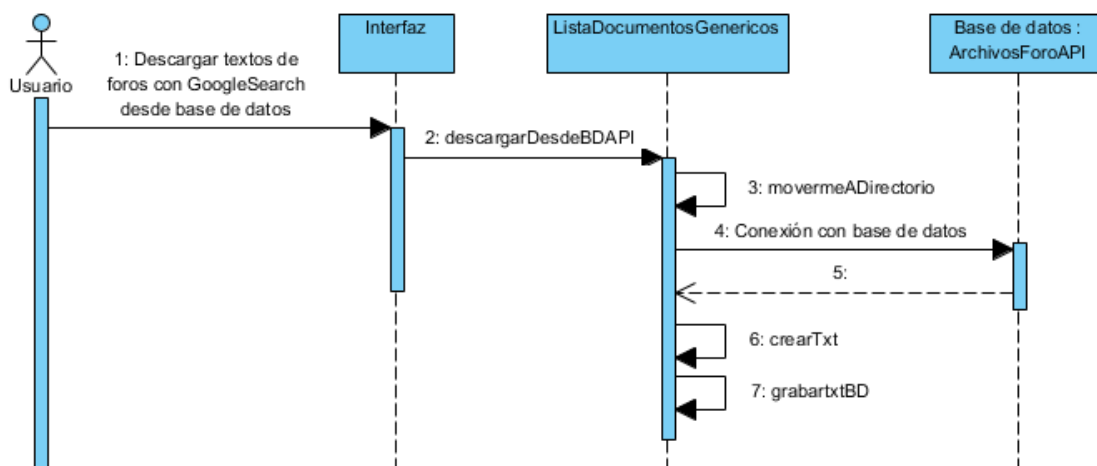 Usuario
Interfaz
ListaDocumentosGenericos
Base de datos :
ArchivosForoAPI
1: Descargar textos de
foros con GoogleSearch
desde base de datos
2: descargarDesdeBDAPI
3: movermeADirectorio
4: Conexión con base de datos
5:
6: crearTxt
7: grabartxtBD